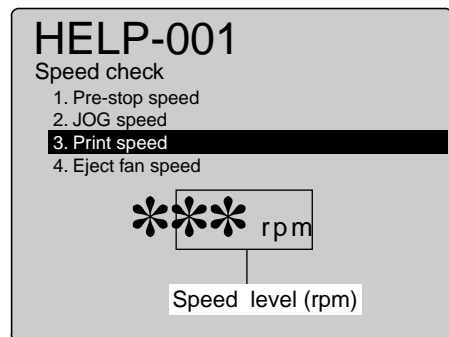 HELP-001
Speed check
1. Pre-stop speed
2. JOG speed
3. Print speed
4. Eject fan speed
*** rpm
Speed level (rpm)